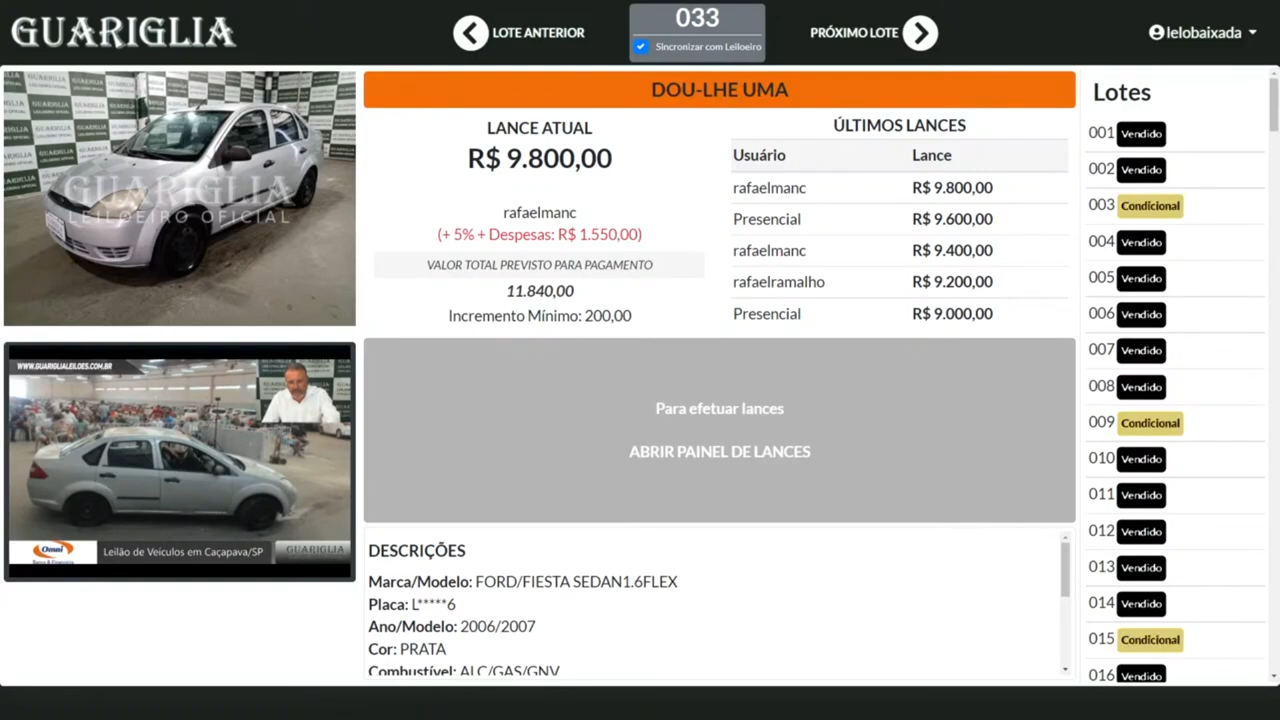 GUARIGLIA
LOTE ANTERIOR
033
Sincronizar com Leiloeiro
PRÓXIMO LOTE
lelobaixada
GUARIGLIA
LEILOEIRO OFICIAL
WWW.GUARIGLIALEILOES.COM.BR
Omni
Banco & Financeira
Leilão de Veiculos em Caçapava/SP
GUARIGLIA
DOU-LHE UMA
LANCE ATUAL
R$ 9.800,00
rafaelmanc
(+ 5% + Despesas: R$ 1.550,00)
VALOR TOTAL PREVISTO PARA PAGAMENTO
11.840,00
Incremento Mínimo: 200,00
ÚLTIMOS LANCES
Usuário Lance
rafaelmanc R$ 9.800,00
Presencial R$ 9.600,00
rafaelmanc R$ 9.400,00
rafaelramalho R$ 9.200,00
Presencial R$ 9.000,00
Para efetuar lances
ABRIR PAINEL DE LANCES
DESCRIÇÕES
Marca/Modelo: FORD/FIESTA SEDAN1.6FLEX
Placa: L*****6
Ano/Modelo: 2006/2007
Cor: PRATA
Combustível: ALC/GAS/GNV
Lotes
001 Vendido
002 Vendido
003 Condicional
004 Vendido
005 Vendido
006 Vendido
007 Vendido
008 Vendido
009 Condicional
010 Vendido
011 Vendido
012 Vendido
013 Vendido
014 Vendido
015 Condicional
016 Vendido